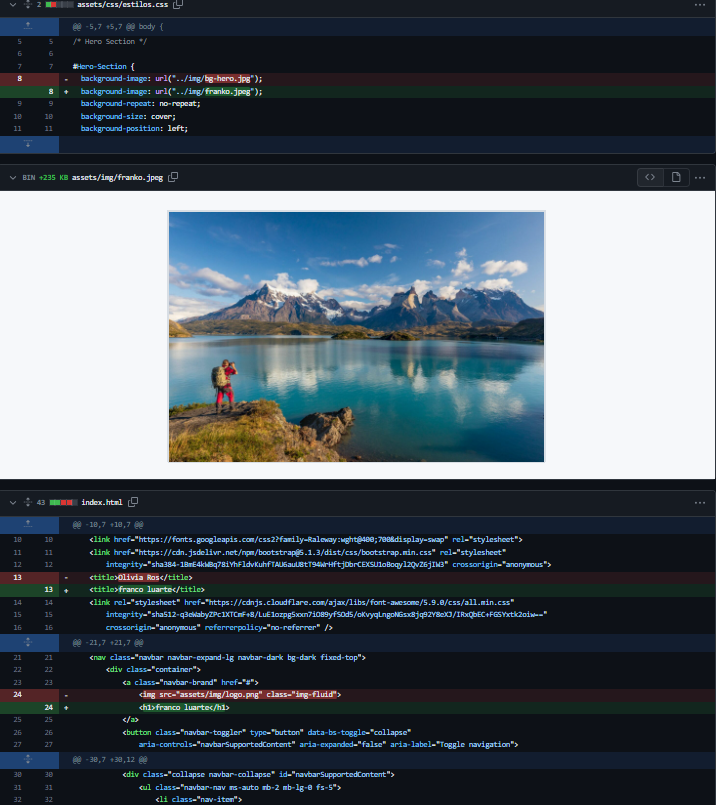 2 assets/css/estilos.css
@@ -5,7 +5,7 @@ body {
5 5 /* Hero Section */
6 6
7 7 #Hero-Section {
8 - background-image: url("../img/bg-hero.jpg");
8 + background-image: url("../img/franko.jpeg");
9 9 background-repeat: no-repeat;
10 10 background-size: cover;
11 11 background-position: left;
BIN +235 KB assets/img/franko.jpeg
43 index.html
@@ -10,7 +10,7 @@
10 10 <link href="https://fonts.googleapis.com/css2?family=Raleway:wght@400;700&display=swap" rel="stylesheet">
11 11 <link href="https://cdn.jsdelivr.net/npm/bootstrap@5.1.3/dist/css/bootstrap.min.css" rel="stylesheet"
12 12 crossorigin="anonymous">
13 - <title>Olivia Ros</title>
13 + <title>franco luarte</title>
14 14 <link rel="stylesheet" href="https://cdnjs.cloudflare.com/ajax/libs/font-awesome/5.9.0/css/all.min.css"
15 15
16 16 crossorigin="anonymous" referrerpolicy="no-referrer" />
@@ -21,7 +21,7 @@
21 21 <nav class="navbar navbar-expand-lg navbar-dark bg-dark fixed-top">
22 22 <div class="container">
23 23 <a class="navbar-brand" href="#">
24 - <img src="assets/img/logo.png" class="img-fluid">
24 + <h1>franco luarte</h1>
25 25 </a>
26 26 <button class="navbar-toggler" type="button" data-bs-toggle="collapse"
27 27 aria-controls="navbarSupportedContent" aria-expanded="false" aria-label="Toggle navigation">
@@ -30,7 +30,12 @@
30 30 <div class="collapse navbar-collapse" id="navbarSupportedContent">
31 31 <ul class="navbar-nav ms-auto mb-2 mb-lg-0 fs-5">
32 32 <li class="nav-item">